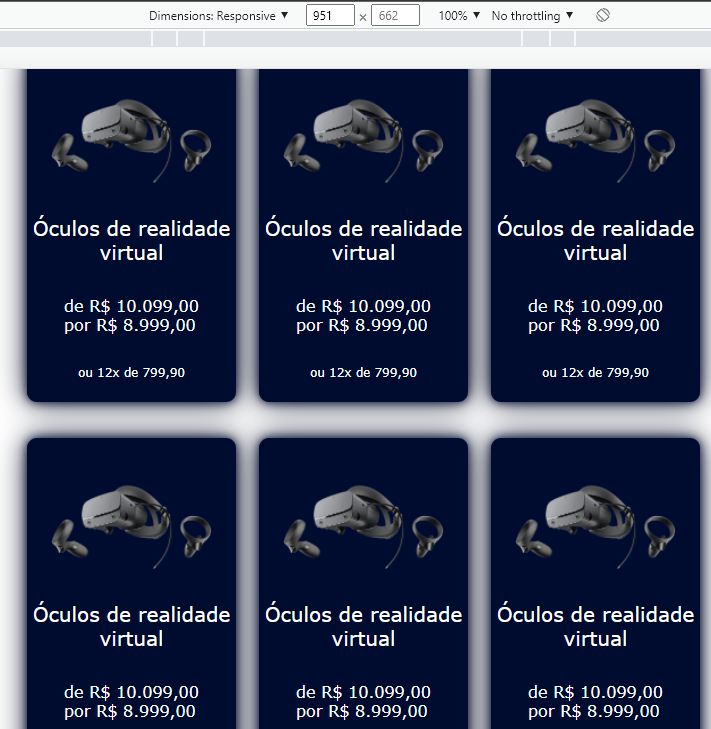 Dimensions: Responsive ▼ 951 × 662 100% ▼ No throttling ▼
Óculos de realidade virtual
de R$ 10.099,00
por R$ 8.999,00
ou 12x de 799,90
Óculos de realidade virtual
de R$ 10.099,00
por R$ 8.999,00
ou 12x de 799,90
Óculos de realidade virtual
de R$ 10.099,00
por R$ 8.999,00
ou 12x de 799,90
Óculos de realidade virtual
de R$ 10.099,00
por R$ 8.999,00
Óculos de realidade virtual
de R$ 10.099,00
por R$ 8.999,00
Óculos de realidade virtual
de R$ 10.099,00
por R$ 8.999,00